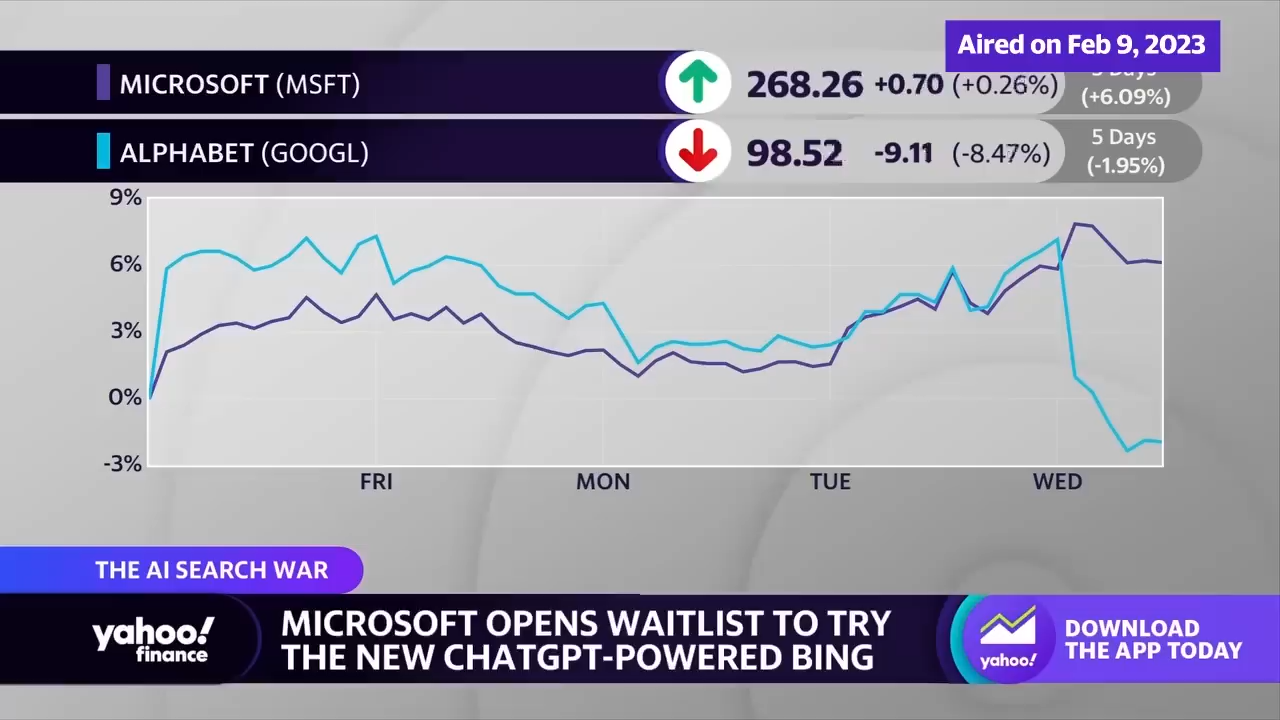 Aired on Feb 9, 2023
MICROSOFT (MSFT) 268.26 +0.70 (+0.26%) 5 Days (+6.09%)
ALPHABET (GOOGL) 98.52 -9.11 (-8.47%) 5 Days (-1.95%)
9%
6%
3%
0%
-3%
FRI MON TUE WED
THE AI SEARCH WAR
yahoo! finance
MICROSOFT OPENS WAITLIST TO TRY
THE NEW CHATGPT-POWERED BING
yahoo!
DOWNLOAD
THE APP TODAY